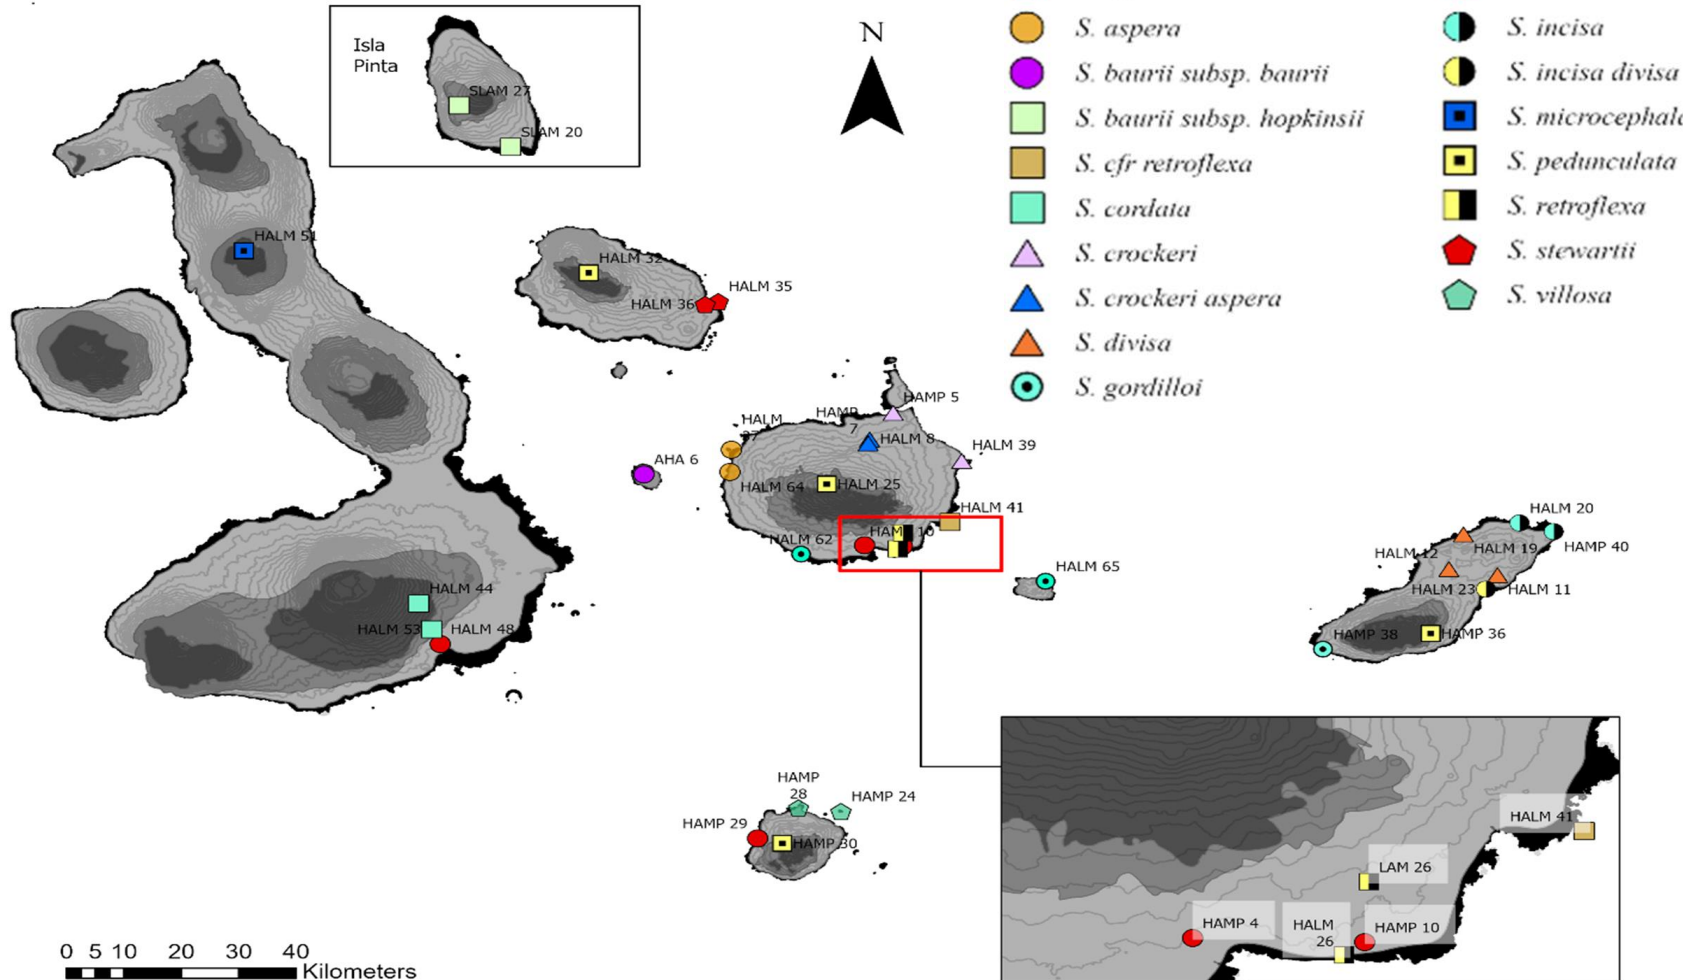 Isla
Pinta
SLAM 27
SLAM 20
N
S. aspera
S. baurii subsp. baurii
S. baurii subsp. hopkinsii
S. cfr retroflexa
S. cordata
S. crockeri
S. crockeri aspera
S. divisa
S. gordilloi
S. incisa
S. incisa divisa
S. microcephala
S. pedunculata
S. retroflexa
S. stewartii
S. villosa
HALM 51
HALM 32
HALM 35
HALM 36
HAMP 5
HAMP
7
HALM 8
HALM
HALM 39
AHA 6
HALM 64
HALM 25
HALM 41
HAMP 10
HALM 62
HALM 65
HALM 20
HALM 12
HALM 19
HAMP 40
HALM 23
HALM 11
HAMP 38
HAMP 36
HALM 44
HALM 53
HALM 48
HAMP
28
HAMP 24
HAMP 29
HAMP 30
HALM 41
LAM 26
HAMP 4
HALM
26
HAMP 10
0 5 10 20 30 40
Kilometers